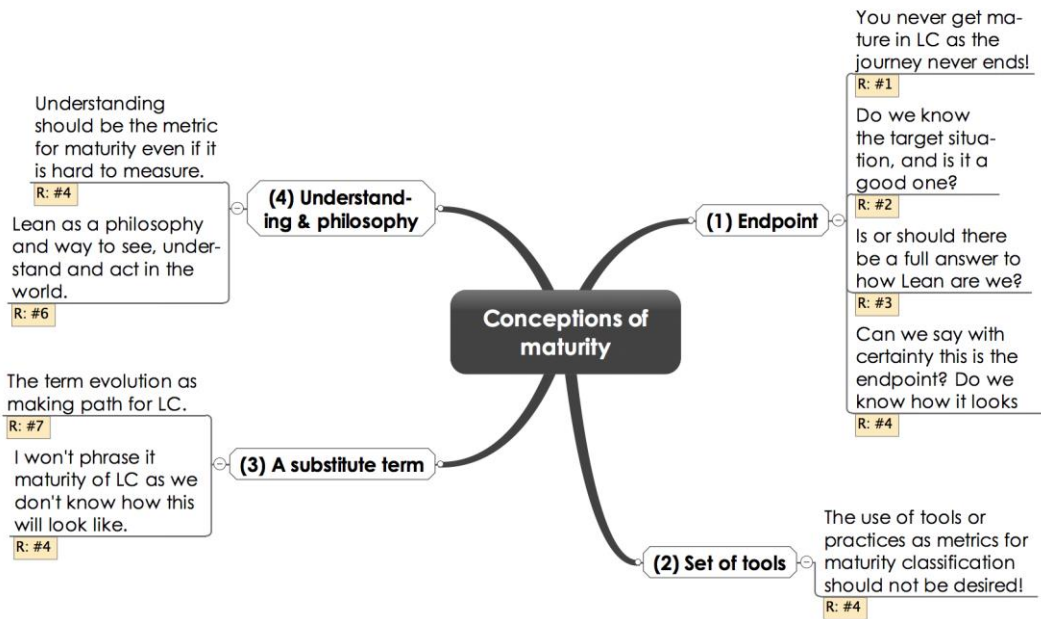 Conceptions of
maturity
(1) Endpoint
You never get ma-
ture in LC as the
journey never ends!
R: #1
Do we know
the target situa-
tion, and is it a
good one?
R: #2
Is or should there
be a full answer to
how Lean are we?
R: #3
Can we say with
certainty this is the
endpoint? Do we
know how it looks
R: #4
(2) Set of tools
The use of tools or
practices as metrics for
maturity classification
should not be desired!
R: #4
(3) A substitute term
The term evolution as
making path for LC.
R: #7
I won't phrase it
maturity of LC as we
don't know how this
will look like.
R: #4
(4) Understand-
ing & philosophy
Understanding
should be the metric
for maturity even if it
is hard to measure.
R: #4
Lean as a philosophy
and way to see, under-
stand and act in the
world.
R: #6